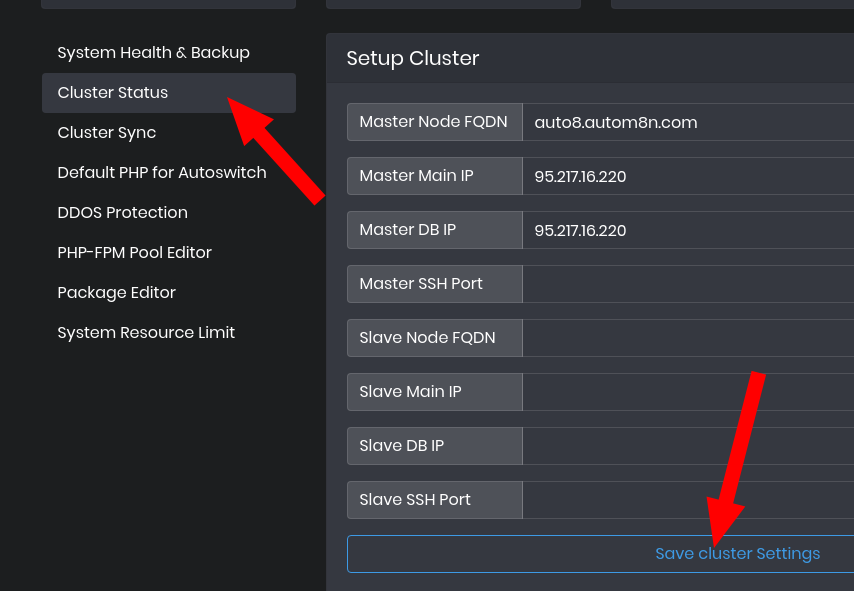 System Health & Backup
Cluster Status
Cluster Sync
Default PHP for Autoswitch
DDOS Protection
PHP-FPM Pool Editor
Package Editor
System Resource Limit
Setup Cluster
Master Node FQDN auto8.autom8n.com
Master Main IP 95.217.16.220
Master DB IP 95.217.16.220
Master SSH Port
Slave Node FQDN
Slave Main IP
Slave DB IP
Slave SSH Port
Save cluster Settings